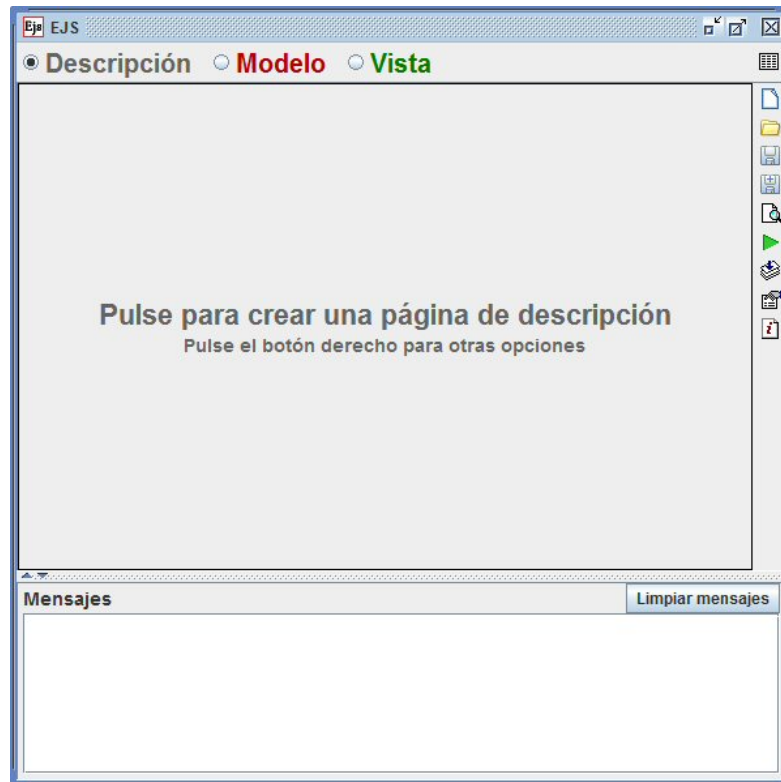 Ejs EJS
Descripción Modelo Vista
Pulse para crear una página de descripción
Pulse el botón derecho para otras opciones
Mensajes Limpiar mensajes